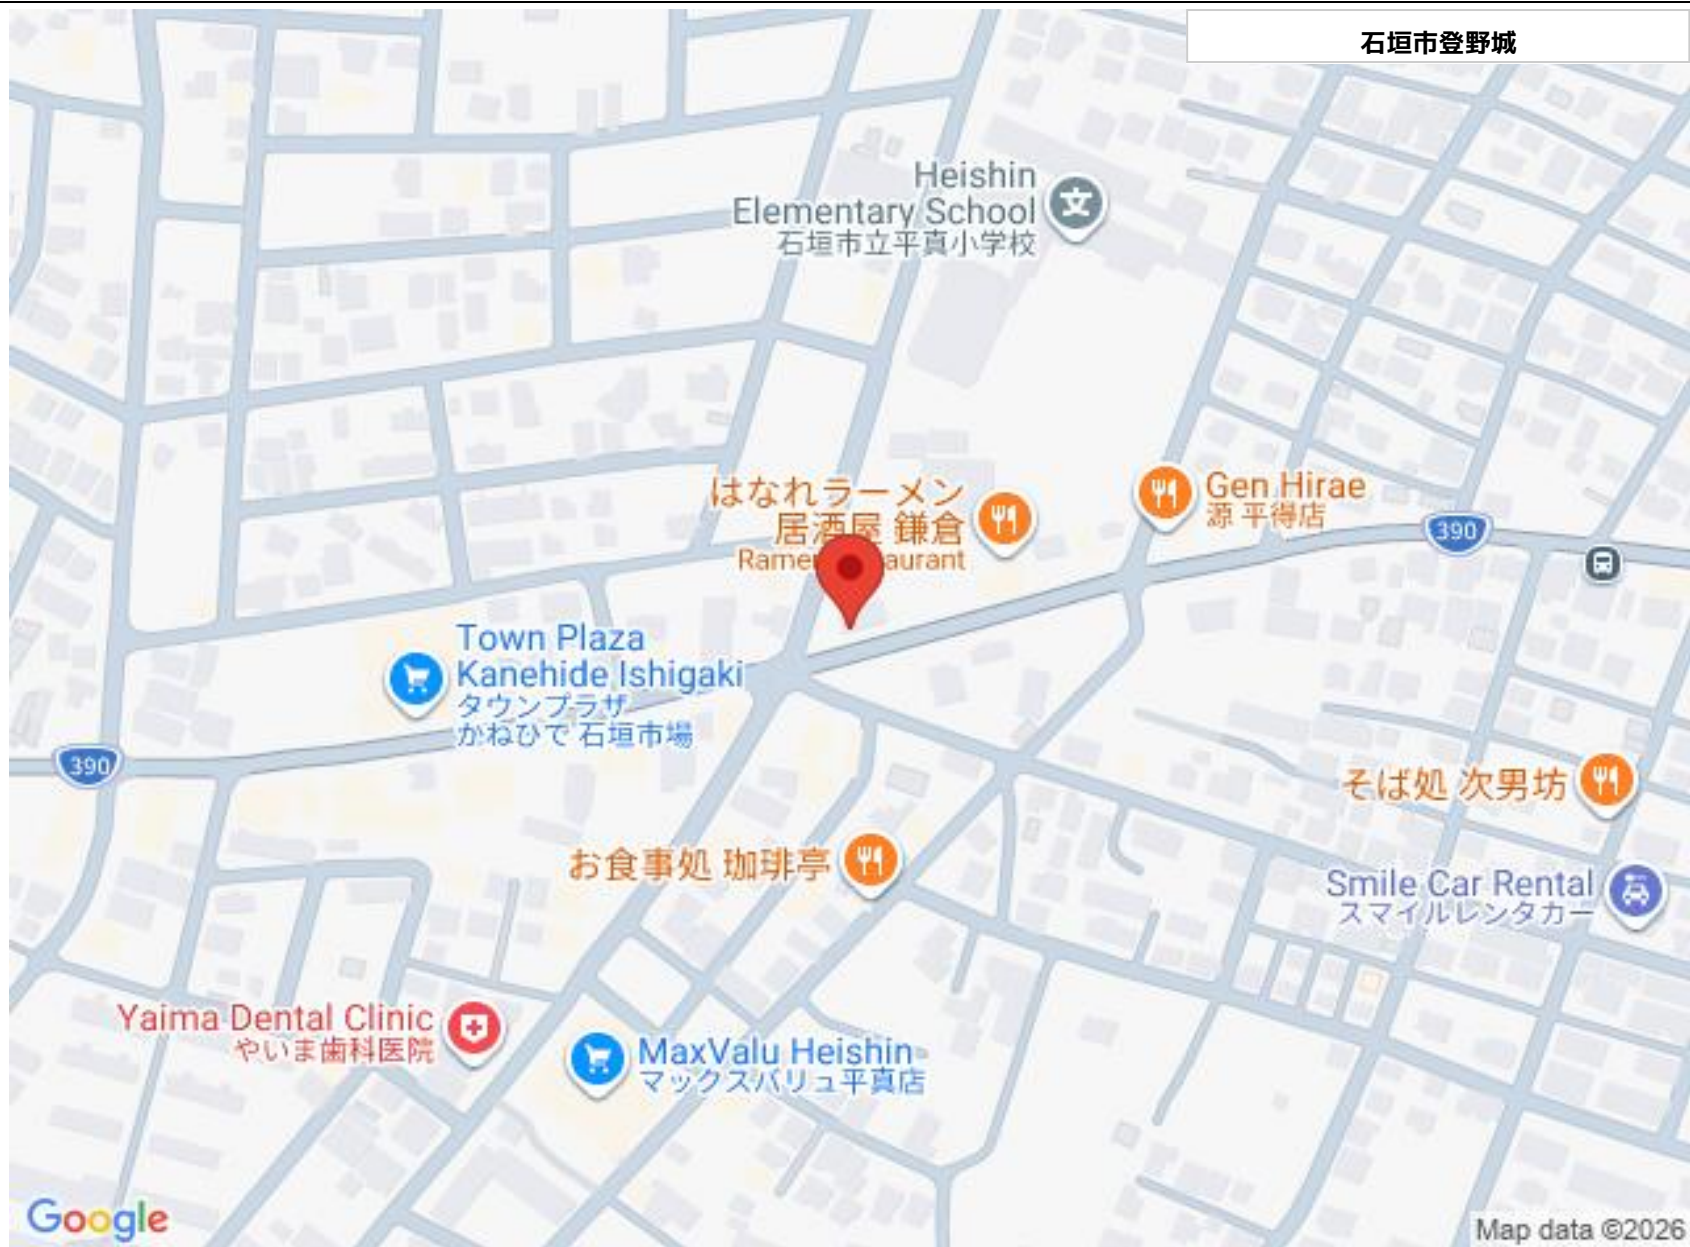 石垣市登野城
Heishin
Elementary School
石垣市立平真小学校
文
はなれラーメン
居酒屋 鎌倉
Gen Hirae
源 平得店
390
Town Plaza
Kanehide Ishigaki
タウンプラザ
かねひで 石垣市場
390
そば処 次男坊
お食事処 珈琲亭
Smile Car Rental
スマイルレンタカー
Yaima Dental Clinic
やいま歯科医院
MaxValu Heishin
マックスバリュ平真店
Google
Map data ©2026